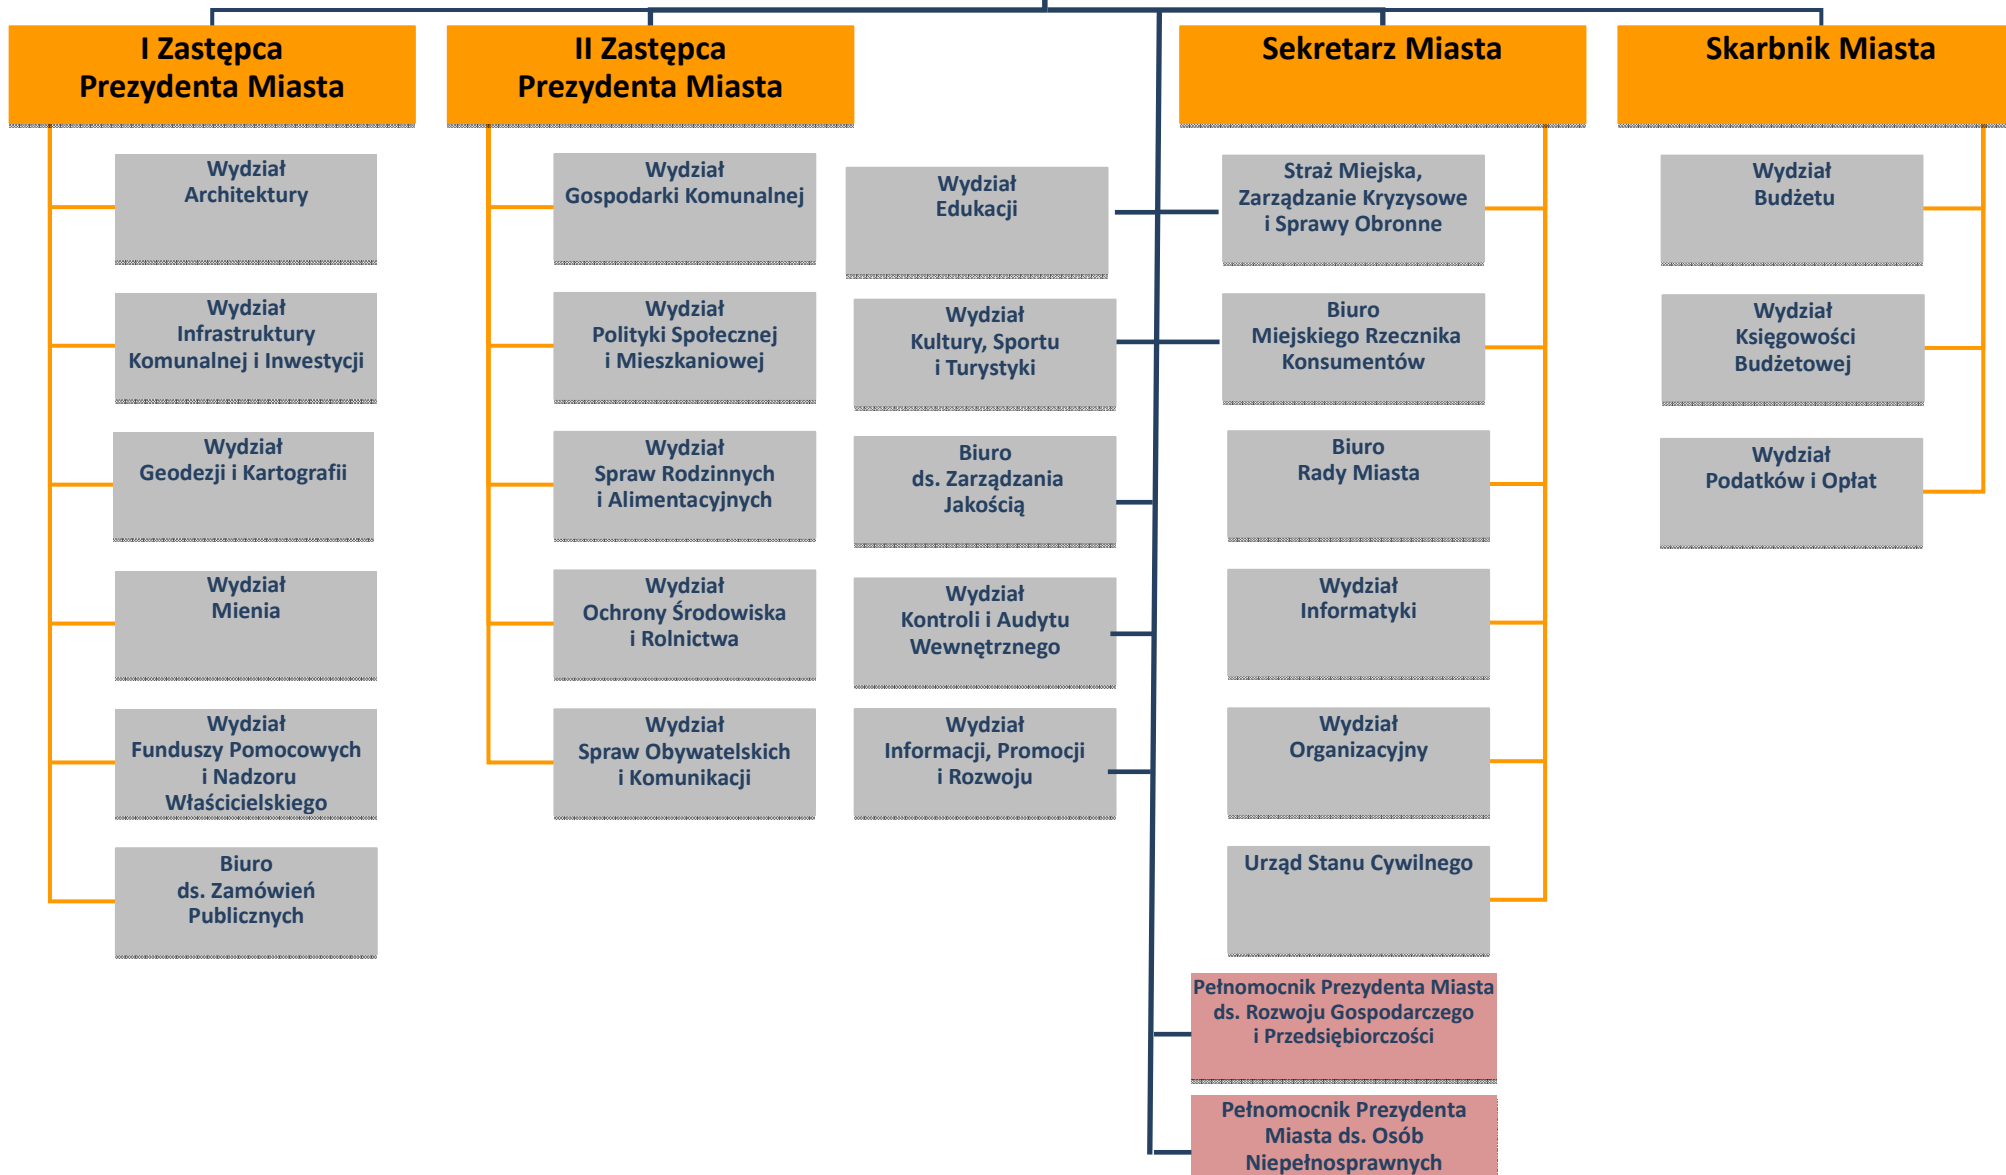 I Zastępca
Prezydenta Miasta
II Zastępca
Prezydenta Miasta
Sekretarz Miasta
Skarbnik Miasta
Wydział
Architektury
Wydział
Infrastruktury
Komunalnej i Inwestycji
Wydział
Geodezji i Kartografii
Wydział
Mienia
Wydział
Funduszy Pomocowych
i Nadzoru
Właścicielskiego
Biuro
ds. Zamówień
Publicznych
Wydział
Gospodarki Komunalnej
Wydział
Polityki Społecznej
i Mieszkaniowej
Wydział
Spraw Rodzinnych
i Alimentacyjnych
Wydział
Ochrony Środowiska
i Rolnictwa
Wydział
Spraw Obywatelskich
i Komunikacji
Wydział
Edukacji
Wydział
Kultury, Sportu
i Turystyki
Biuro
ds. Zarządzania
Jakością
Wydział
Kontroli i Audytu
Wewnętrznego
Wydział
Informacji, Promocji
i Rozwoju
Straż Miejska,
Zarządzanie Kryzysowe
i Sprawy Obronne
Biuro
Miejskiego Rzecznika
Konsumentów
Biuro
Rady Miasta
Wydział
Informatyki
Wydział
Organizacyjny
Urząd Stanu Cywilnego
Pełnomocnik Prezydenta Miasta
ds. Rozwoju Gospodarczego
i Przedsiębiorczości
Pełnomocnik Prezydenta
Miasta ds. Osób
Niepełnosprawnych
Wydział
Budżetu
Wydział
Księgowości
Budżetowej
Wydział
Podatków i Opłat